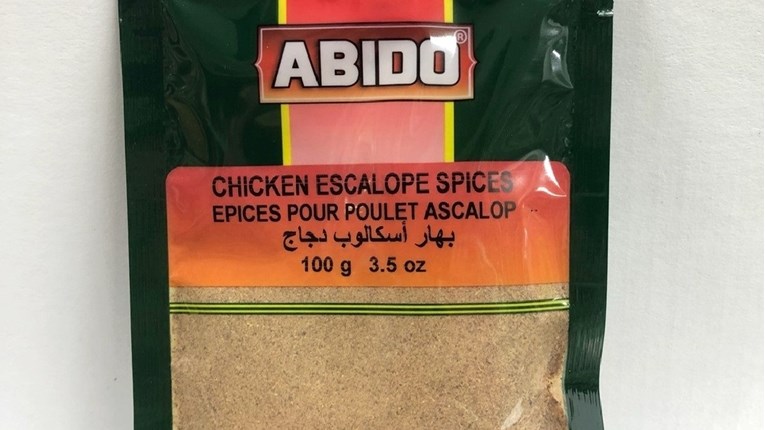 ABIDO®
CHICKEN ESCALOPE SPICES
EPICES POUR POULET ASCALOP
بهار أسكالوب دجاج
100 g 3.5 oz